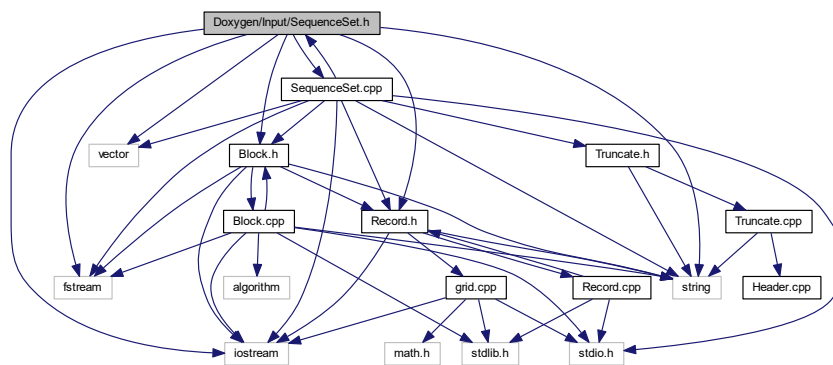 Doxygen/Input/SequenceSet.h
SequenceSet.cpp
vector
Block.h
Truncate.h
Block.cpp
Record.h
Truncate.cpp
fstream
algorithm
grid.cpp
Record.cpp
string
Header.cpp
iostream
math.h
stdlib.h
stdio.h